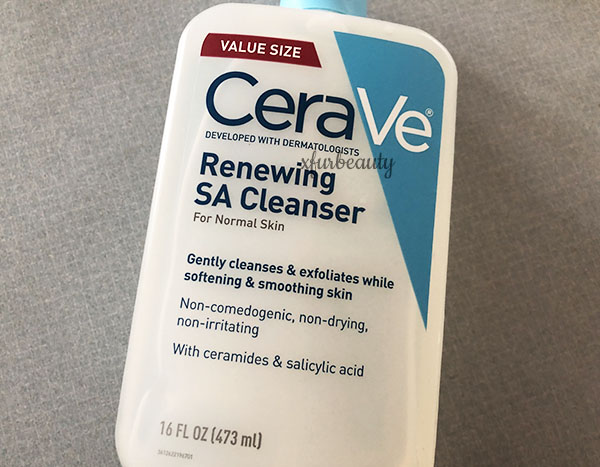 VALUE SIZE
CeraVe®
DEVELOPED WITH DERMATOLOGISTS
xfurbeauty
Renewing
SA Cleanser
For Normal Skin
Gently cleanses & exfoliates while
softening & smoothing skin
Non-comedogenic, non-drying,
non-irritating
With ceramides & salicylic acid
16 FL OZ (473 ml)